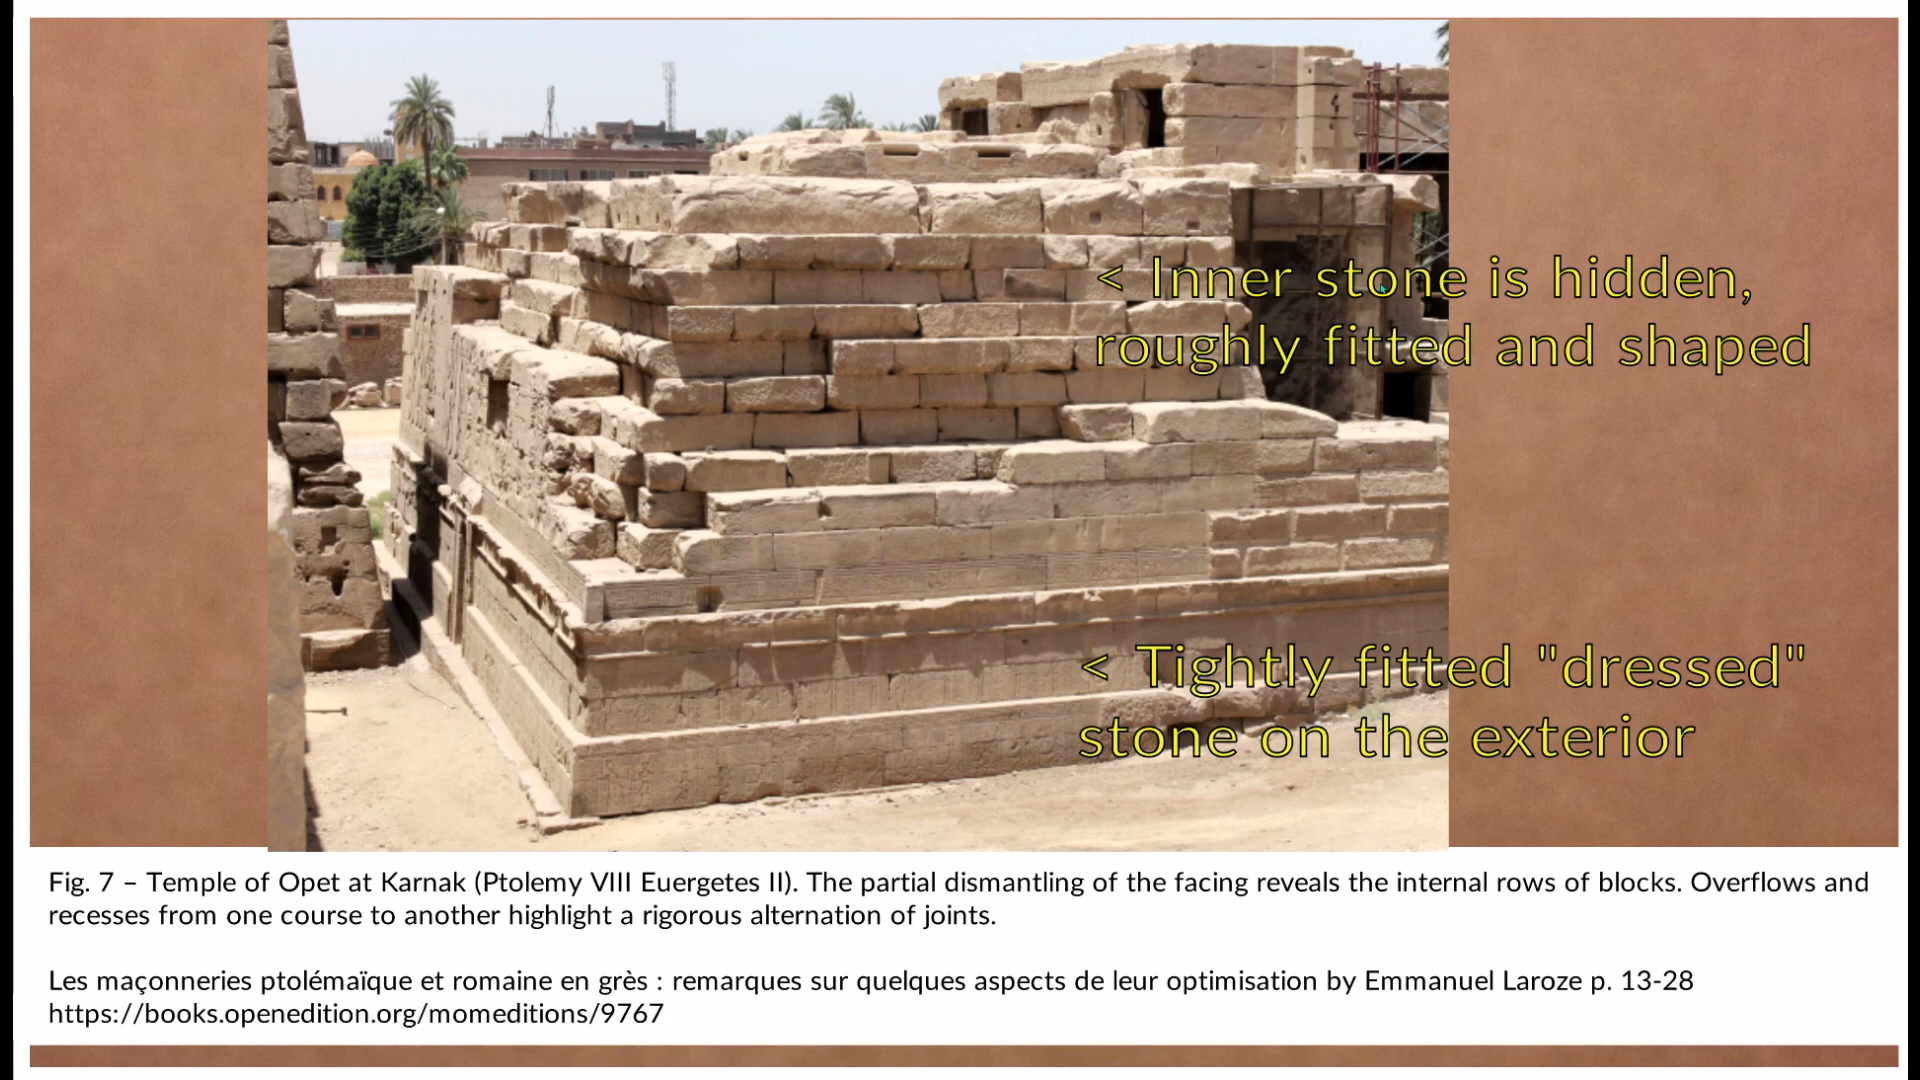 < Inner stone is hidden,
roughly fitted and shaped
< Tightly fitted "dressed"
stone on the exterior
Fig. 7 – Temple of Opet at Karnak (Ptolemy VIII Euergetes II). The partial dismantling of the facing reveals the internal rows of blocks. Overflows and
recesses from one course to another highlight a rigorous alternation of joints.
Les maçonneries ptolémaïque et romaine en grès : remarques sur quelques aspects de leur optimisation by Emmanuel Laroze p. 13-28
https://books.openedition.org/momeditions/9767